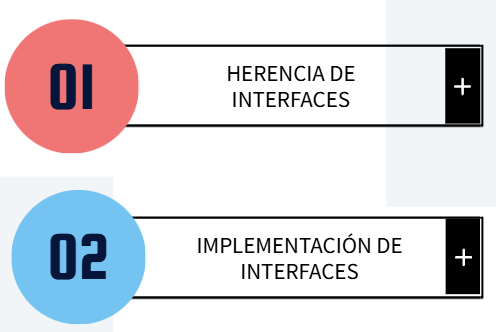 01
HERENCIA DE
INTERFACES
+
02
IMPLEMENTACIÓN DE
INTERFACES
+